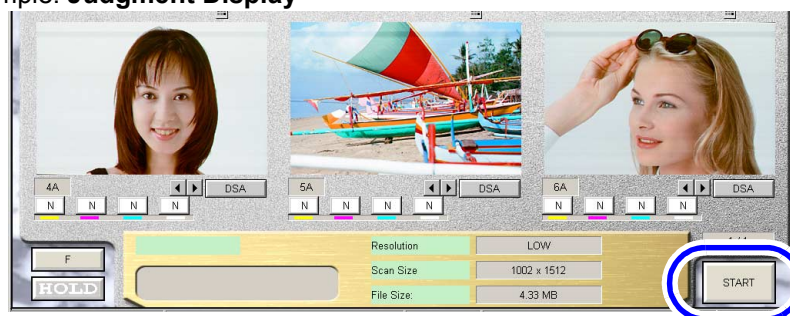 mple: Judgment Display
4A DSA 5A DSA 6A DSA
N N N N N N N N N N N N
Resolution LOW
F
Scan Size 1002 x 1512
START
HOLD
File Size: 4.33 MB